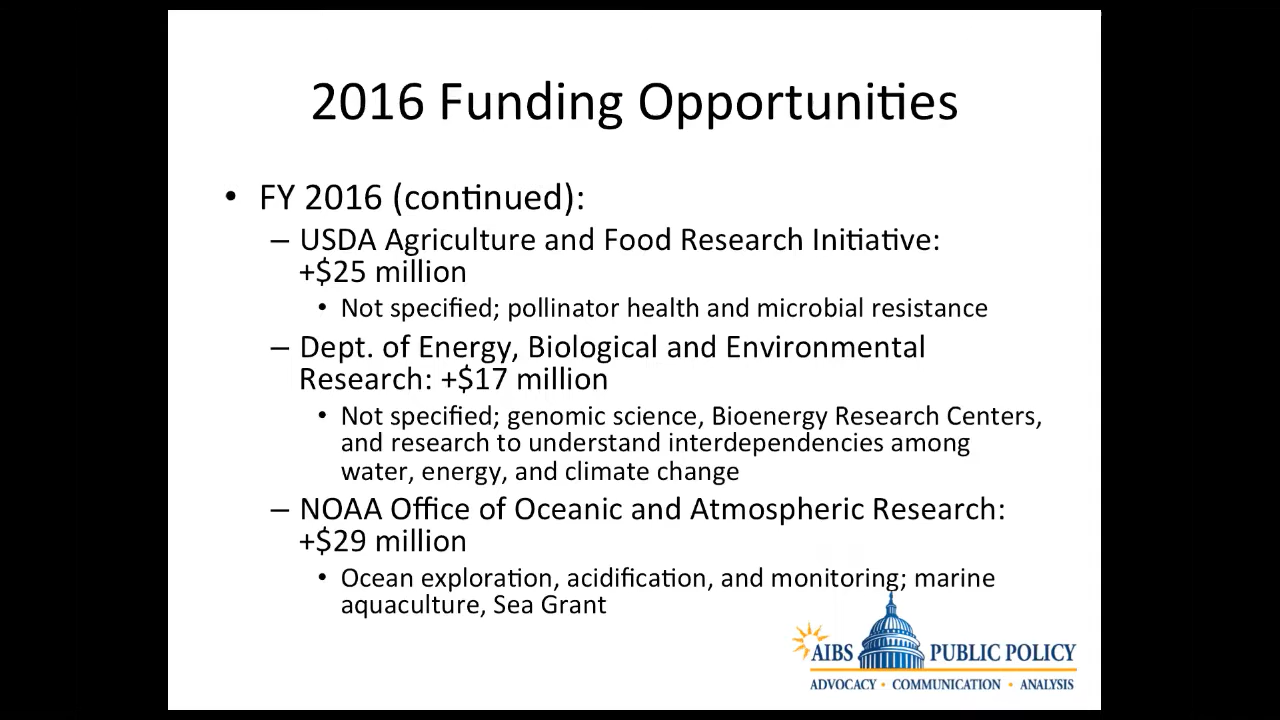 2016 Funding Opportunities
• FY 2016 (continued):
– USDA Agriculture and Food Research Initiative:
+$25 million
• Not specified; pollinator health and microbial resistance
– Dept. of Energy, Biological and Environmental
Research: +$17 million
• Not specified; genomic science, Bioenergy Research Centers,
and research to understand interdependencies among
water, energy, and climate change
– NOAA Office of Oceanic and Atmospheric Research:
+$29 million
• Ocean exploration, acidification, and monitoring; marine
aquaculture, Sea Grant
AIBS PUBLIC POLICY
ADVOCACY • COMMUNICATION • ANALYSIS